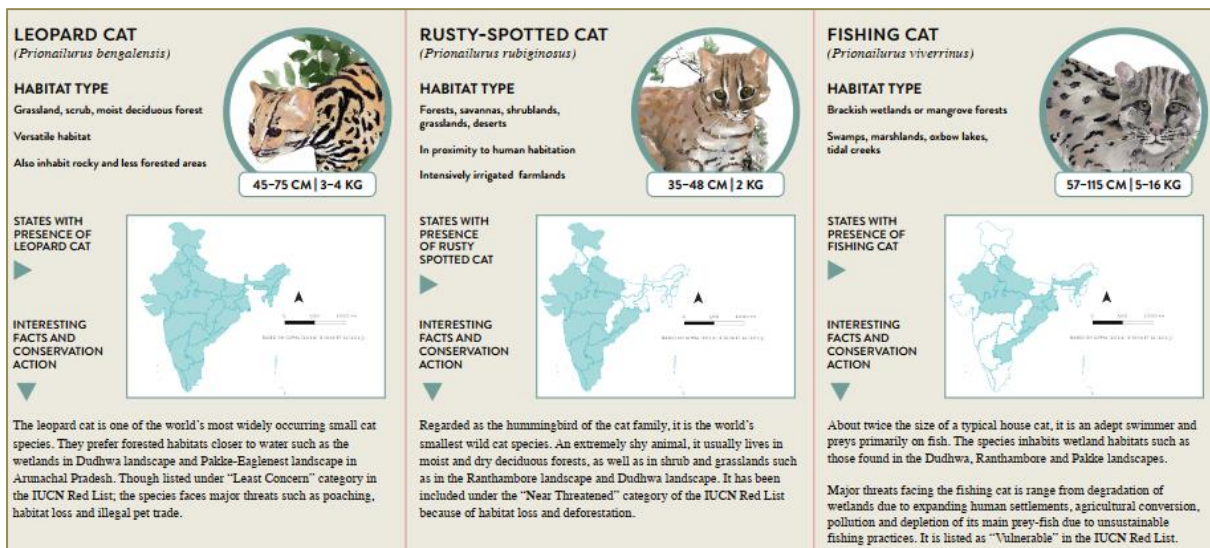 LEOPARD CAT
(Prionailurus bengalensis)
HABITAT TYPE
Grassland, scrub, moist deciduous forest
Versatile habitat
Also inhabit rocky and less forested areas
45–75 CM | 3–4 KG
STATES WITH
PRESENCE OF
LEOPARD CAT
INTERESTING
FACTS AND
CONSERVATION
ACTION
The leopard cat is one of the world's most widely occurring small cat
species. They prefer forested habitats closer to water such as the
wetlands in Dudhwa landscape and Pakke-Eaglenest landscape in
Arunachal Pradesh. Though listed under “Least Concern” category in
the IUCN Red List; the species faces major threats such as poaching,
habitat loss and illegal pet trade.
RUSTY-SPOTTED CAT
(Prionailurus rubiginosus)
HABITAT TYPE
Forests, savannas, shrublands,
grasslands, deserts
In proximity to human habitation
Intensively irrigated farmlands
35–48 CM | 2 KG
STATES WITH
PRESENCE
OF RUSTY
SPOTTED CAT
INTERESTING
FACTS AND
CONSERVATION
ACTION
Regarded as the hummingbird of the cat family, it is the world's
smallest wild cat species. An extremely shy animal, it usually lives in
moist and dry deciduous forests, as well as in shrub and grasslands such
as in the Ranthambore landscape and Dudhwa landscape. It has been
included under the “Near Threatened” category of the IUCN Red List
because of habitat loss and deforestation.
FISHING CAT
(Prionailurus viverrinus)
HABITAT TYPE
Brackish wetlands or mangrove forests
Swamps, marshlands, oxbow lakes,
tidal creeks
57–115 CM | 5–16 KG
STATES WITH
PRESENCE OF
FISHING CAT
INTERESTING
FACTS AND
CONSERVATION
ACTION
About twice the size of a typical house cat, it is an adept swimmer and
preys primarily on fish. The species inhabits wetland habitats such as
those found in the Dudhwa, Ranthambore and Pakke landscapes.
Major threats facing the fishing cat is range from degradation of
wetlands due to expanding human settlements, agricultural conversion,
pollution and depletion of its main prey-fish due to unsustainable
fishing practices. It is listed as “Vulnerable” in the IUCN Red List.